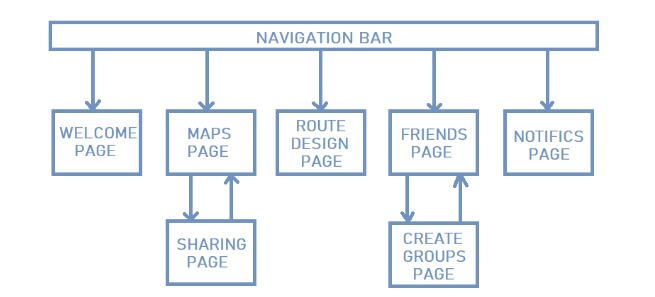 NAVIGATION BAR
WELCOME
PAGE
MAPS
PAGE
ROUTE
DESIGN
PAGE
FRIENDS
PAGE
NOTIFICS
PAGE
SHARING
PAGE
CREATE
GROUPS
PAGE